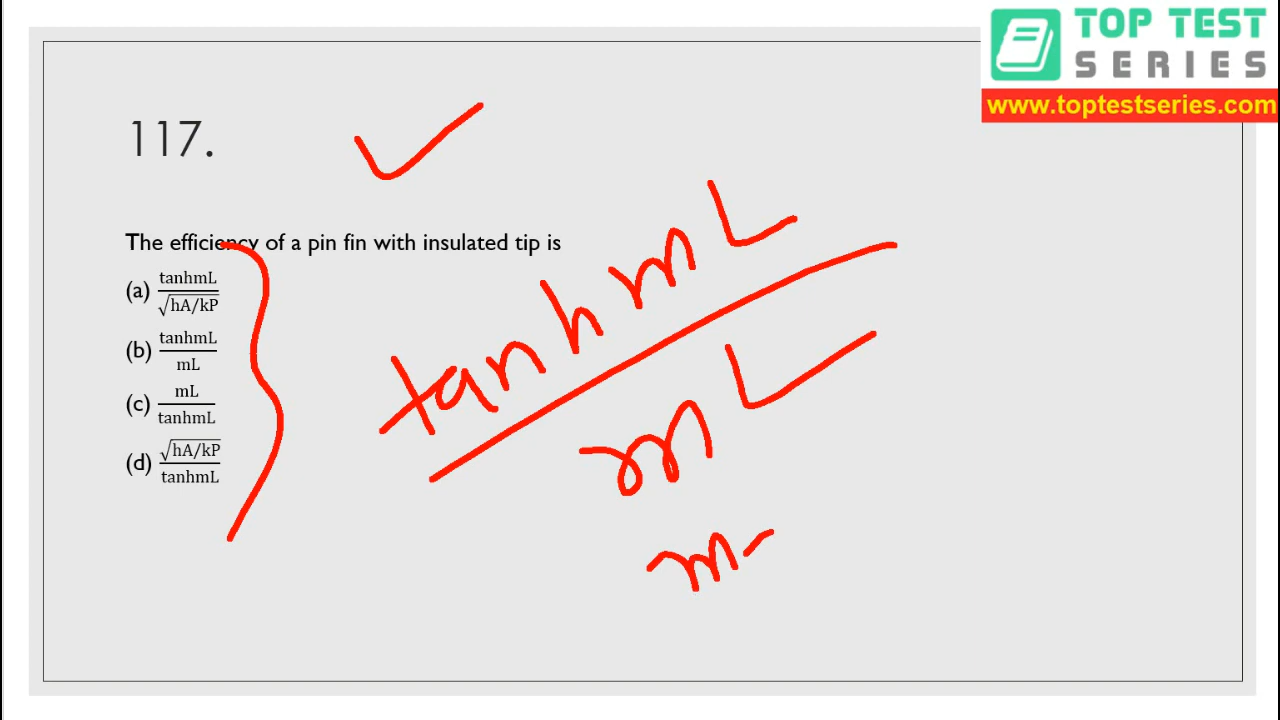 TOP TEST
SERIES
www.toptestseries.com
117.
The efficiency of a pin fin with insulated tip is
(a) tanhmL/√hA/kP
(b) tanhmL/mL
(c) mL/tanhmL
(d) √hA/kP/tanhmL
tanhmL
mL
m